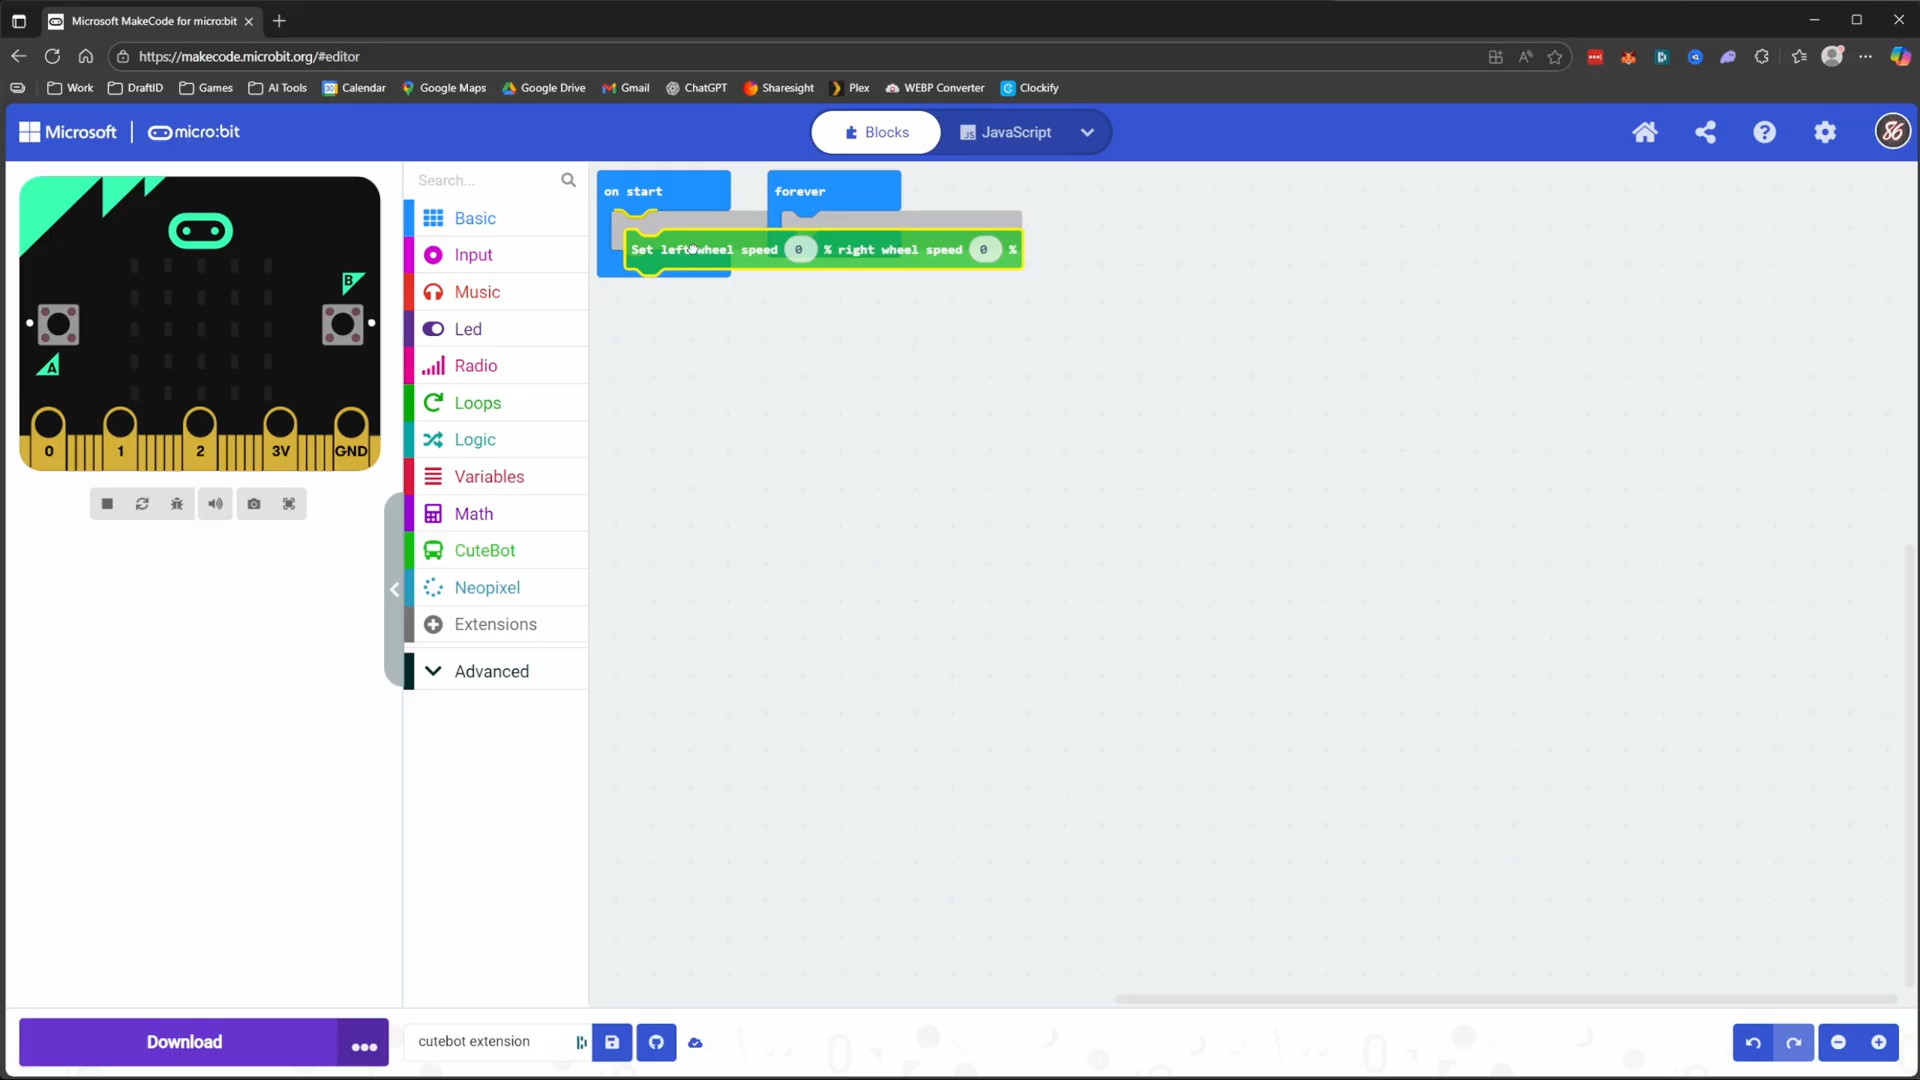 Microsoft MakeCode for micro:bit
https://makecode.microbit.org/#editor
Work
DraftID
Games
AI Tools
Calendar
Google Maps
Google Drive
Gmail
ChatGPT
Sharesight
Plex
WEBP Converter
Clockify
Microsoft
micro:bit
Blocks
JS JavaScript
86
B
A
0 1 2 3V GND
Search...
Basic
Input
Music
Led
Radio
Loops
Logic
Variables
Math
CuteBot
Neopixel
Extensions
Advanced
on start
forever
Set left wheel speed 0 % right wheel speed 0 %
Download
cutebot extension